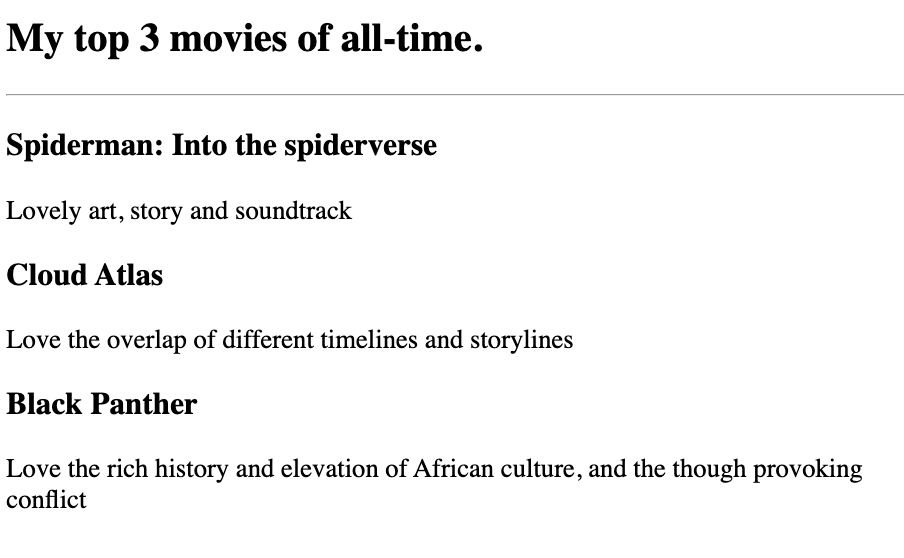 My top 3 movies of all-time.
Spiderman: Into the spiderverse
Lovely art, story and soundtrack
Cloud Atlas
Love the overlap of different timelines and storylines
Black Panther
Love the rich history and elevation of African culture, and the though provoking
conflict